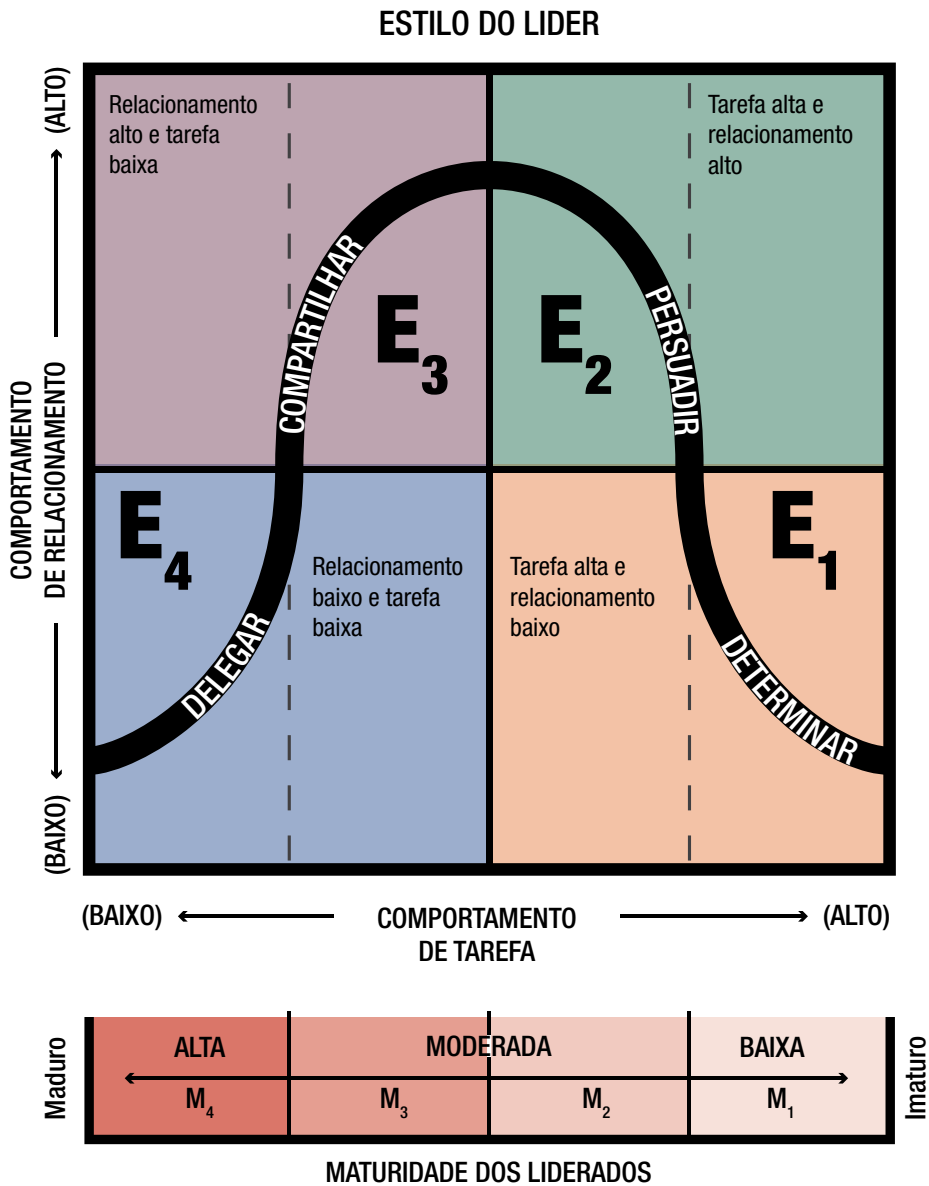 ESTILO DO LIDER
(ALTO)
COMPORTAMENTO
DE RELACIONAMENTO
(BAIXO)
Relacionamento
alto e tarefa
baixa
Tarefa alta e
relacionamento
alto
COMPARTILHAR
E3
E2
PERSUADIR
E4
Relacionamento
baixo e tarefa
baixa
Tarefa alta e
relacionamento
baixo
E1
DELEGAR
DETERMINAR
(BAIXO)
COMPORTAMENTO
DE TAREFA
(ALTO)
Maduro
ALTA
MODERADA
BAIXA
M4
M3
M2
M1
Imaturo
MATURIDADE DOS LIDERADOS